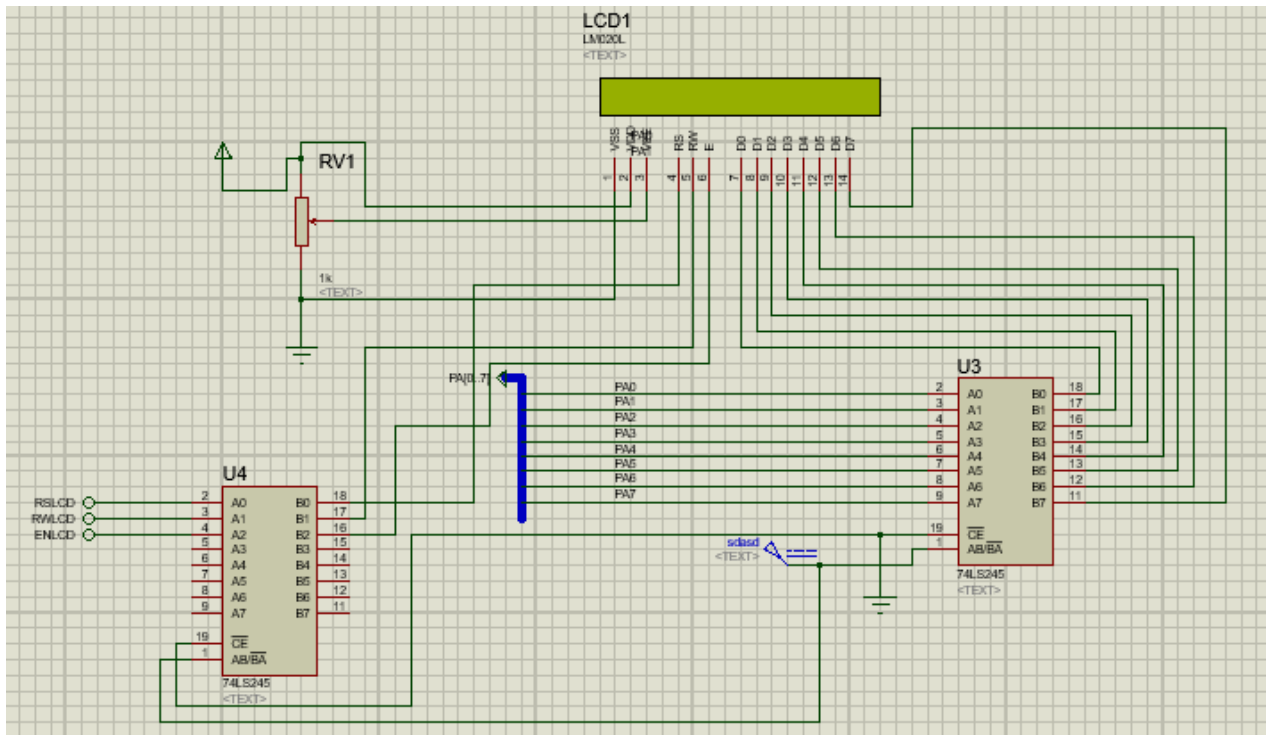 LCD1
LM020L
<TEXT>
VSS
VDD
VEE
RS
RW
E
D0
D1
D2
D3
D4
D5
D6
D7
1
2
3
4
5
6
7
8
9
10
11
12
13
14
RV1
1k
<TEXT>
PA[0..7]
PA0
PA1
PA2
PA3
PA4
PA5
PA6
PA7
U3
2 A0 B0 18
3 A1 B1 17
4 A2 B2 16
5 A3 B3 15
6 A4 B4 14
7 A5 B5 13
8 A6 B6 12
9 A7 B7 11
19 CE
1 AB/BA
74LS245
<TEXT>
sdasd
<TEXT>
U4
RSLCD 2 A0 B0 18
RWLCD 3 A1 B1 17
ENLCD 4 A2 B2 16
5 A3 B3 15
6 A4 B4 14
7 A5 B5 13
8 A6 B6 12
9 A7 B7 11
19 CE
1 AB/BA
74LS245
<TEXT>